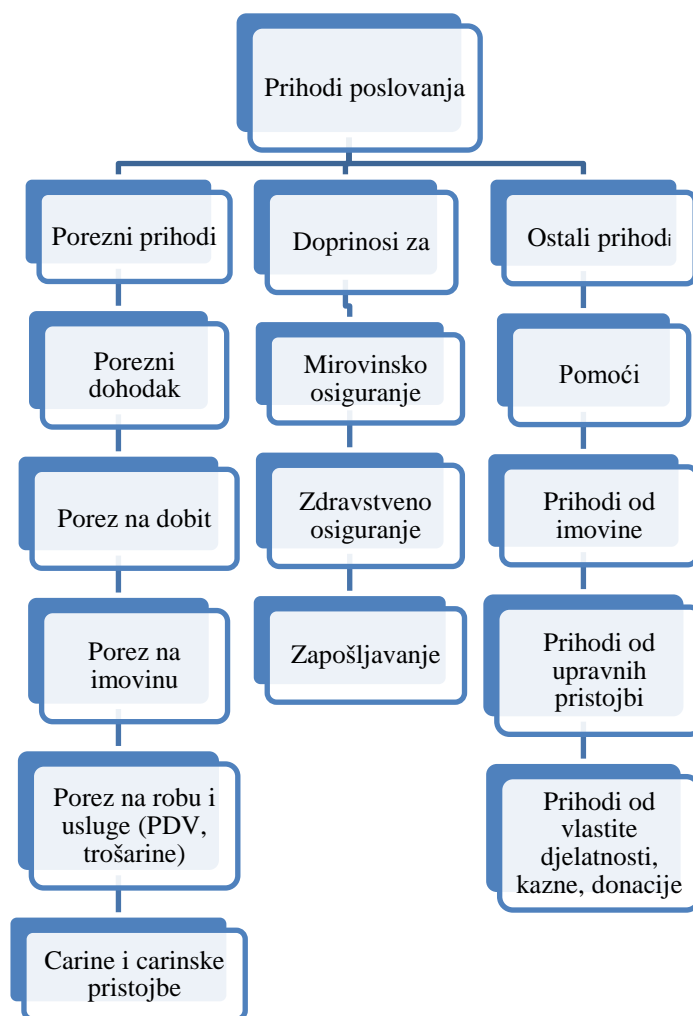 Prihodi poslovanja
Porezni prihodi
Doprinosi za
Ostali prihodi
Porezni
dohodak
Mirovinsko
osiguranje
Pomoći
Porez na dobit
Zdravstveno
osiguranje
Prihodi od
imovine
Porez na
imovinu
Zapošljavanje
Prihodi od
upravnih
pristojbi
Porez na robu i
usluge (PDV,
trošarine)
Prihodi od
vlastite
djelatnosti,
kazne, donacije
Carine i carinske
pristojbe